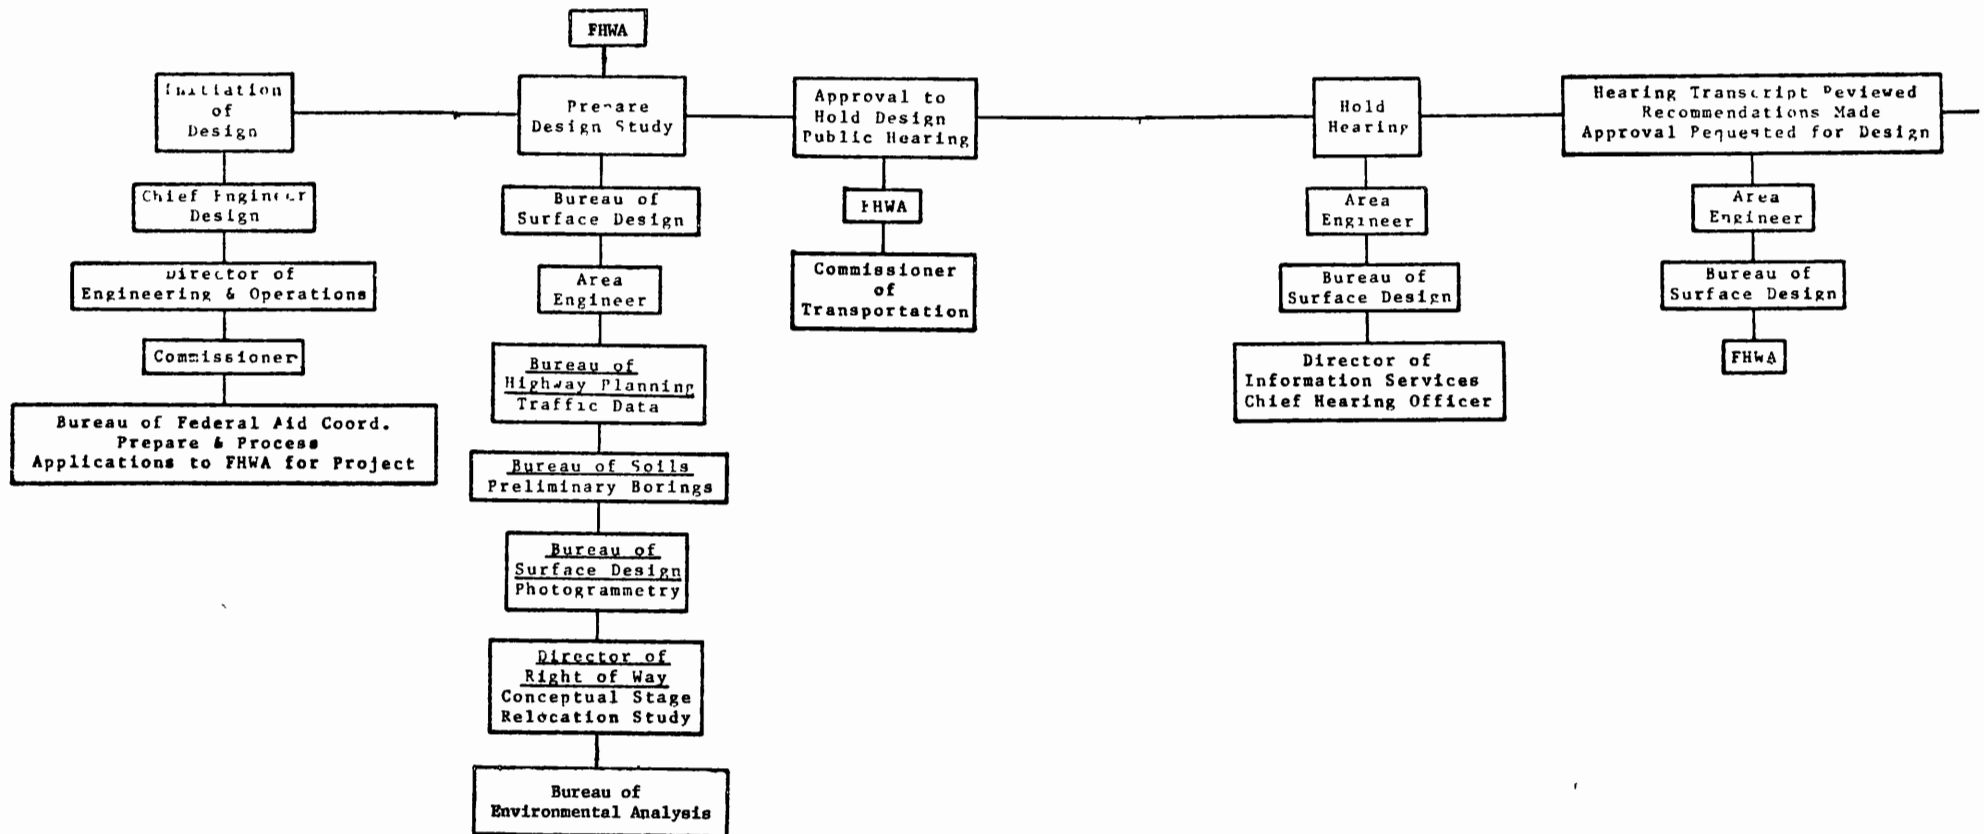 FHWA
Initiation
of
Design
Chief Engineer
Design
Director of
Engineering & Operations
Commissioner
Bureau of Federal Aid Coord.
Prepare & Process
Applications to FHWA for Project
Prepare
Design Study
Bureau of
Surface Design
Area
Engineer
Bureau of
Highway Planning
Traffic Data
Bureau of Soils
Preliminary Borings
Bureau of
Surface Design
Photogrammetry
Director of
Right of Way
Conceptual Stage
Relocation Study
Bureau of
Environmental Analysis
Approval to
Hold Design
Public Hearing
FHWA
Commissioner
of
Transportation
Hold
Hearing
Area
Engineer
Bureau of
Surface Design
Director of
Information Services
Chief Hearing Officer
Hearing Transcript Reviewed
Recommendations Made
Approval Requested for Design
Area
Engineer
Bureau of
Surface Design
FHWA